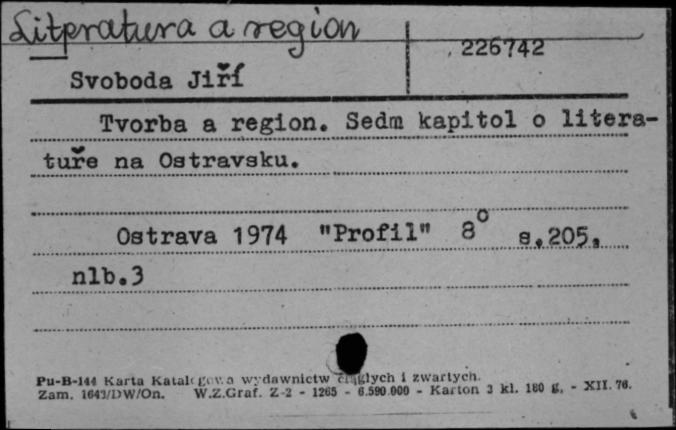 Literatura a region
226742
Svoboda Jiří
Tvorba a region. Sedm kapitol o litera-
tuře na Ostravsku.
Ostrava 1974 "Profil" 8° s.205,
nlb.3
Pu-B-144 Karta Katalogowa wydawnictw ciągłych i zwartych.
Zam. 1643/DW/On. W.Z.Graf. Z-2 - 1265 - 6.590.000 - Karton 3 kl. 180 g. - XII. 76.